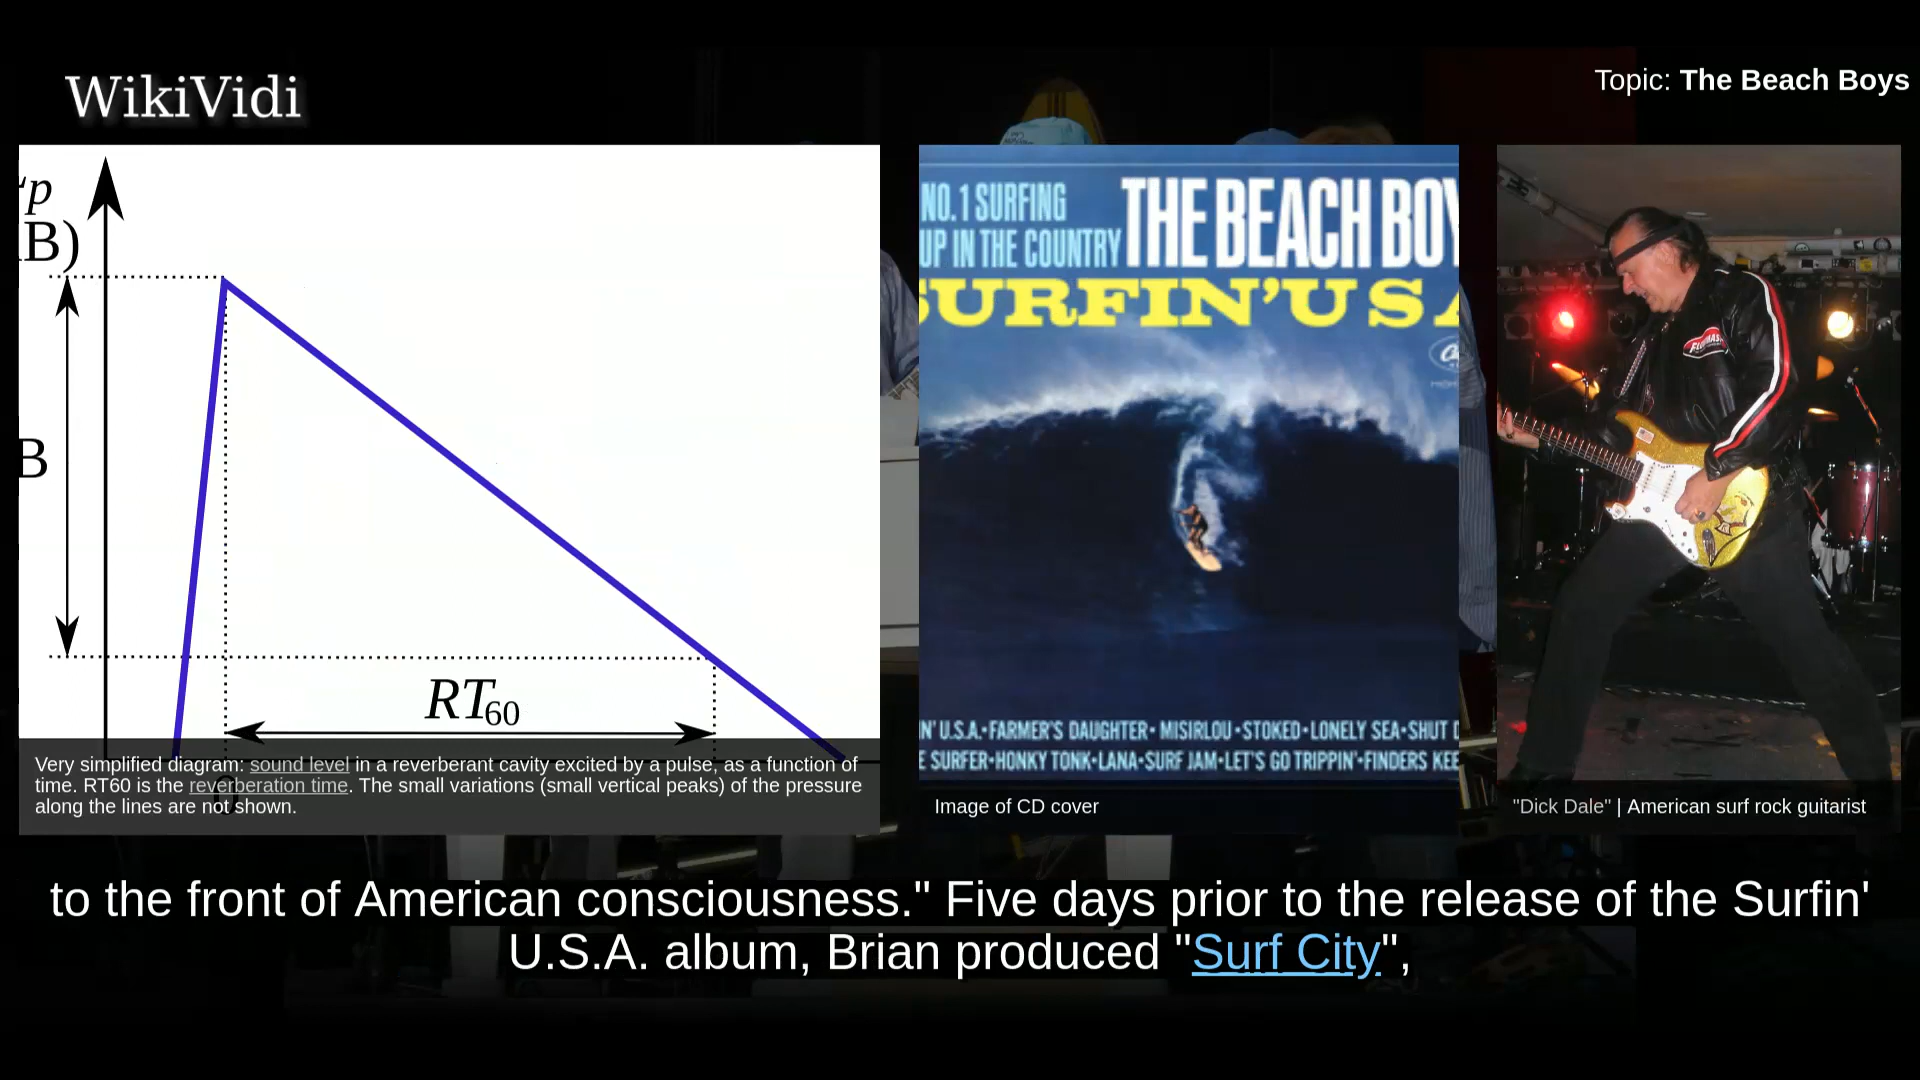 WikiVidi
Topic: The Beach Boys
p
B)
B
RT60
0
Very simplified diagram: sound level in a reverberant cavity excited by a pulse, as a function of
time. RT60 is the reverberation time. The small variations (small vertical peaks) of the pressure
along the lines are not shown.
NO. 1 SURFING
UP IN THE COUNTRY
THE BEACH BOY
SURFIN' U S A
N' U.S.A. • FARMER'S DAUGHTER • MISIRLOU • STOKED • LONELY SEA • SHUT D
E SURFER • HONKY TONK • LANA • SURF JAM • LET'S GO TRIPPIN' • FINDERS KEE
Image of CD cover
"Dick Dale" | American surf rock guitarist
to the front of American consciousness." Five days prior to the release of the Surfin'
U.S.A. album, Brian produced "Surf City",